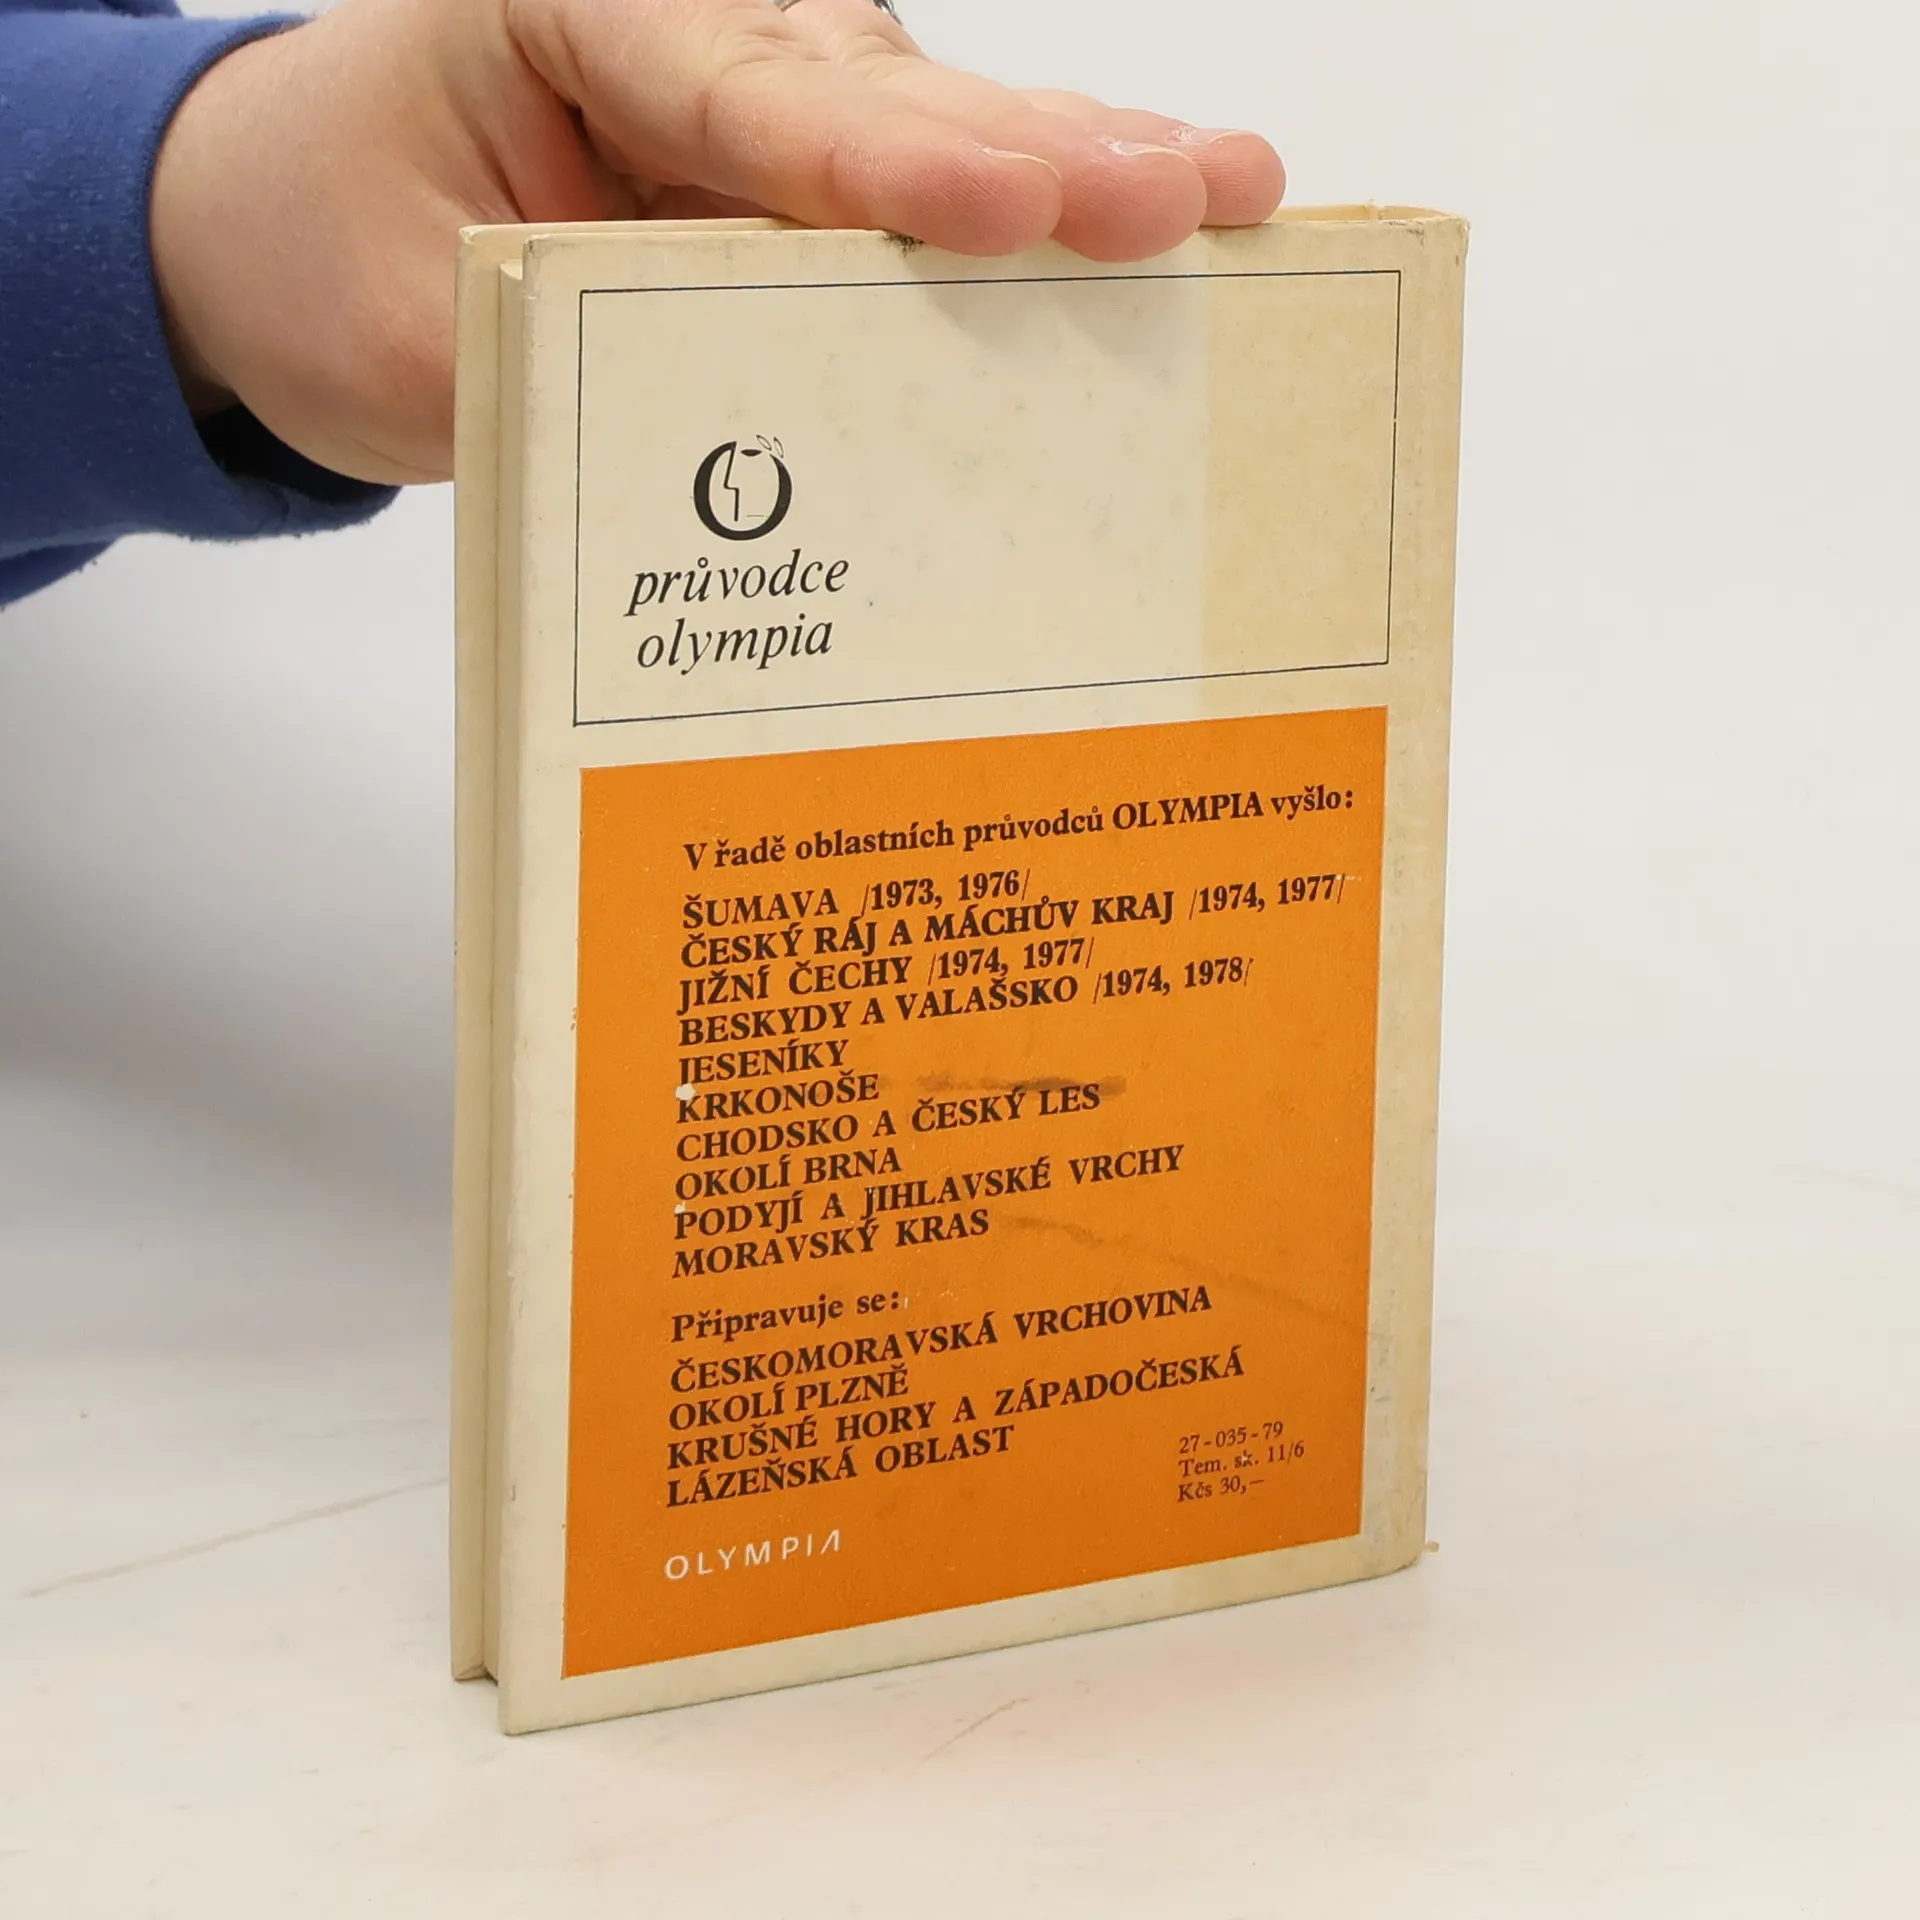 průvodce
olympia
V řadě oblastních průvodců OLYMPIA vyšlo:
ŠUMAVA /1973, 1976/
ČESKÝ RÁJ A MÁCHŮV KRAJ /1974, 1977/
JIŽNÍ ČECHY /1974, 1977/
BESKYDY A VALAŠSKO /1974, 1978/
JESENÍKY
KRKONOŠE
CHODSKO A ČESKÝ LES
OKOLÍ BRNA
PODYJÍ A JIHLAVSKÉ VRCHY
MORAVSKÝ KRAS
Připravuje se:
ČESKOMORAVSKÁ VRCHOVINA
OKOLÍ PLZNĚ
KRUŠNÉ HORY A ZÁPADOČESKÁ
LÁZEŇSKÁ OBLAST
27-035-79
Tem. sk. 11/6
Kčs 30,—
OLYMPIA